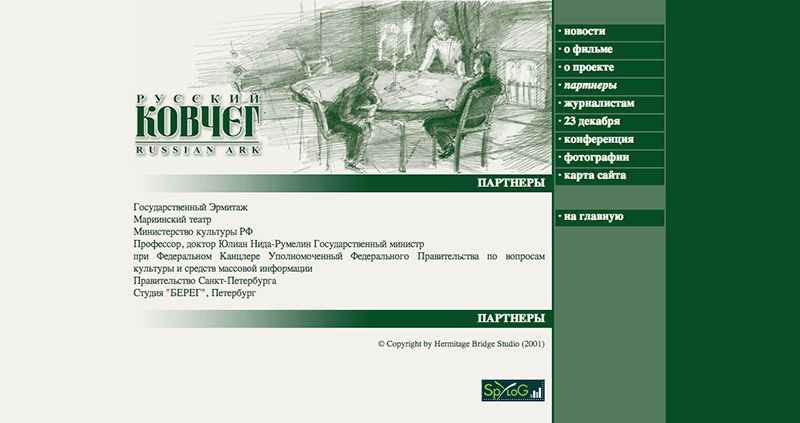 РУССКИЙ
КОВЧЕГ
RUSSIAN ARK
· новости
· о фильме
· о проекте
· партнеры
· журналистам
· 23 декабря
· конференция
· фотографии
· карта сайта
· на главную
ПАРТНЕРЫ
Государственный Эрмитаж
Мариинский театр
Министерство культуры РФ
Профессор, доктор Юлиан Нида-Румелин Государственный министр
при Федеральном Канцлере Уполномоченный Федерального Правительства по вопросам
культуры и средств массовой информации
Правительство Санкт-Петербурга
Студия "БЕРЕГ", Петербург
ПАРТНЕРЫ
© Copyright by Hermitage Bridge Studio (2001)
SpyLOG